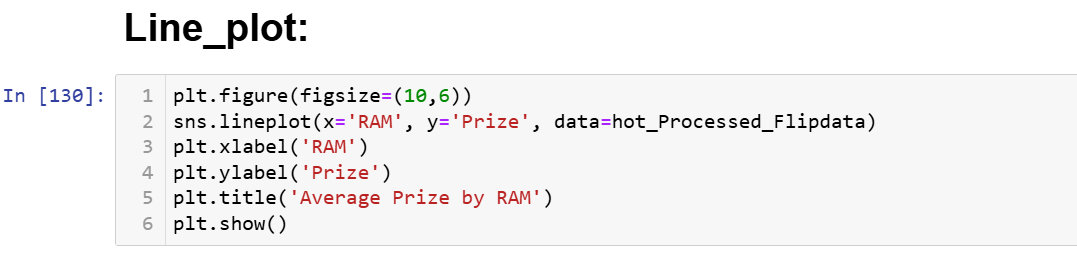 Line_plot:
In [130]:
1 plt.figure(figsize=(10,6))
2 sns.lineplot(x='RAM', y='Prize', data=hot_Processed_Flipdata)
3 plt.xlabel('RAM')
4 plt.ylabel('Prize')
5 plt.title('Average Prize by RAM')
6 plt.show()